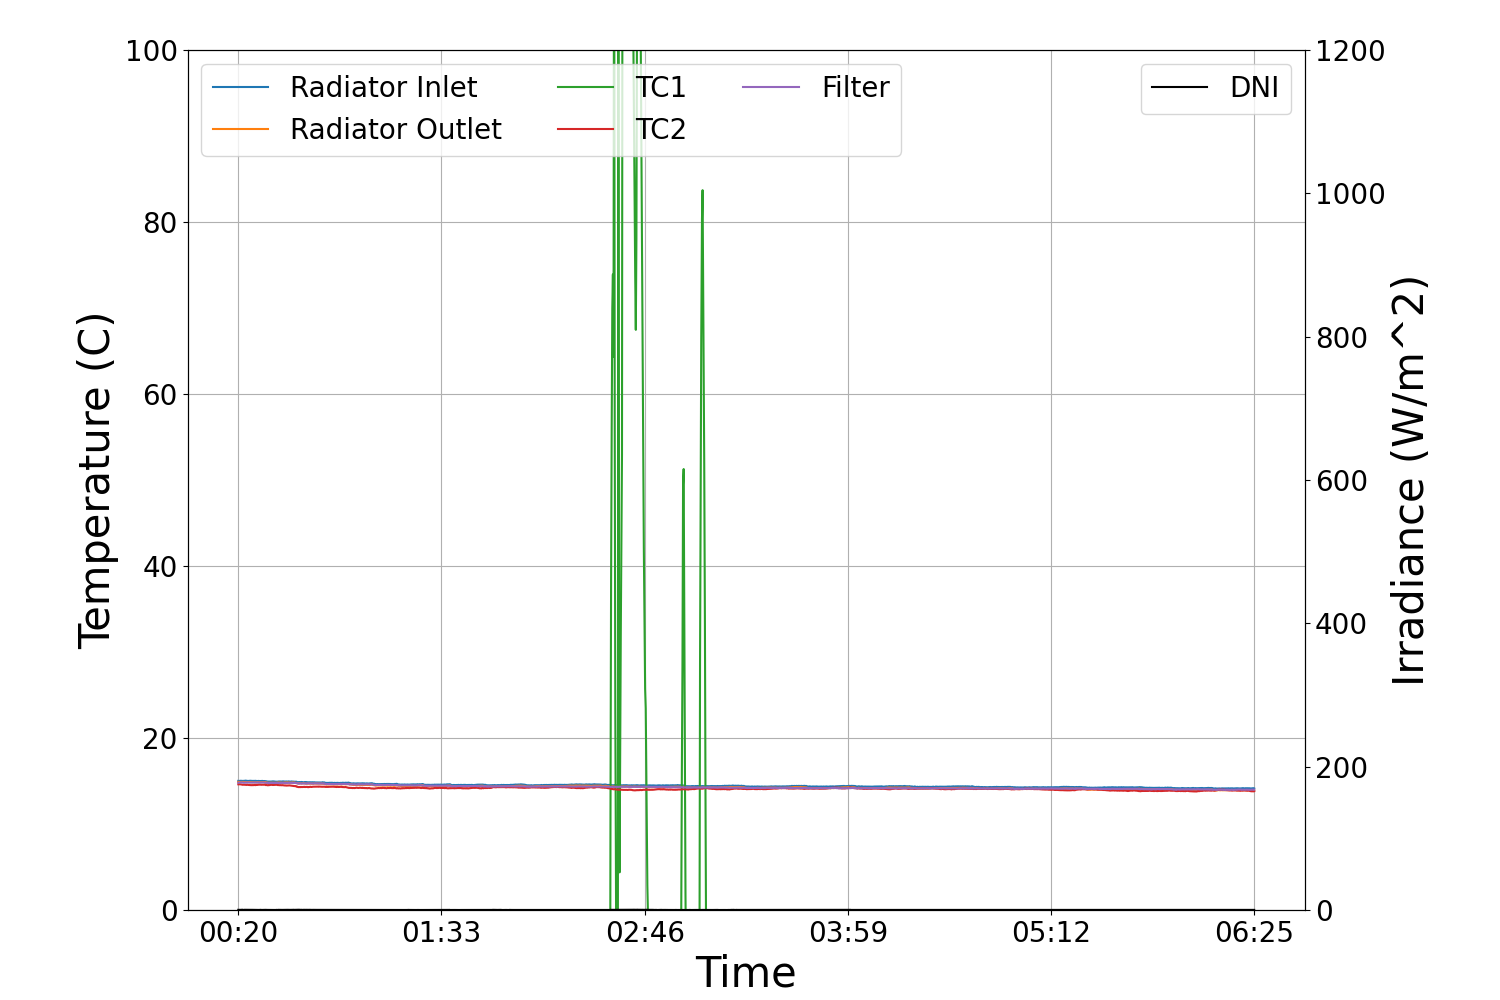 Radiator Inlet
Radiator Outlet
TC1
TC2
Filter
DNI
100
80
60
40
20
0
Temperature (C)
1200
1000
800
600
400
200
0
Irradiance (W/m^2)
00:20
01:33
02:46
03:59
05:12
06:25
Time